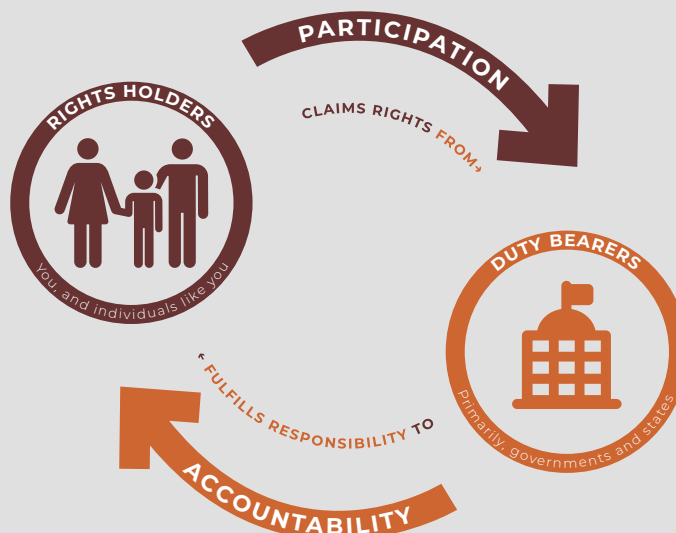 PARTICIPATION
CLAIMS RIGHTS FROM→
RIGHTS HOLDERS
You, and individuals like you
DUTY BEARERS
Primarily, governments and states
← FULFILLS RESPONSIBILITY TO
ACCOUNTABILITY